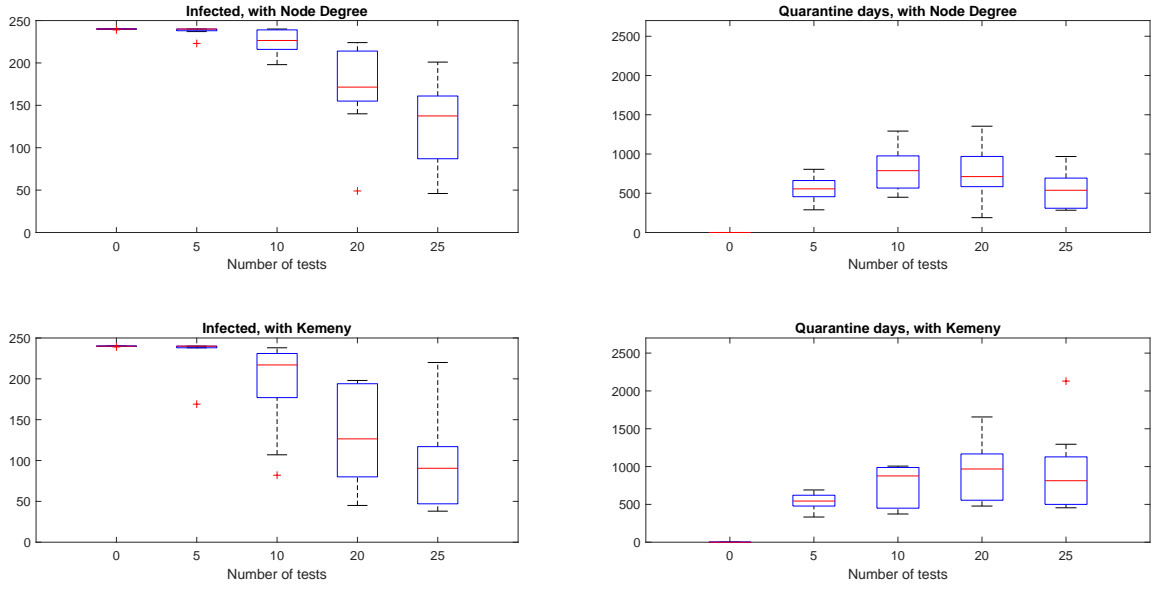 Infected, with Node Degree
250
200
150
100
50
0
0 5 10 20 25
Number of tests
Quarantine days, with Node Degree
2500
2000
1500
1000
500
0
0 5 10 20 25
Number of tests
Infected, with Kemeny
250
200
150
100
50
0
0 5 10 20 25
Number of tests
Quarantine days, with Kemeny
2500
2000
1500
1000
500
0
0 5 10 20 25
Number of tests